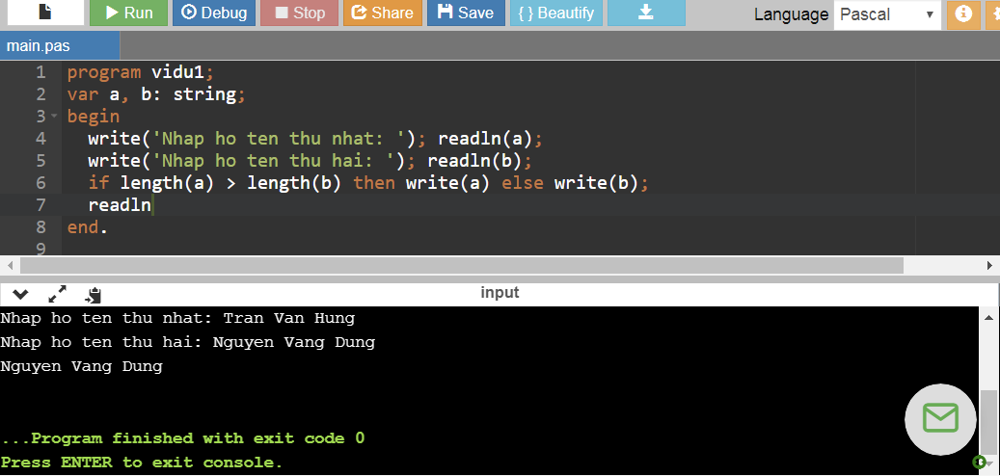 Run Debug Stop Share Save { } Beautify Language Pascal
main.pas
1 program vidu1;
2 var a, b: string;
3 begin
4 write('Nhap ho ten thu nhat: '); readln(a);
5 write('Nhap ho ten thu hai: '); readln(b);
6 if length(a) > length(b) then write(a) else write(b);
7 readln
8 end.
9
input
Nhap ho ten thu nhat: Tran Van Hung
Nhap ho ten thu hai: Nguyen Vang Dung
Nguyen Vang Dung
...Program finished with exit code 0
Press ENTER to exit console.